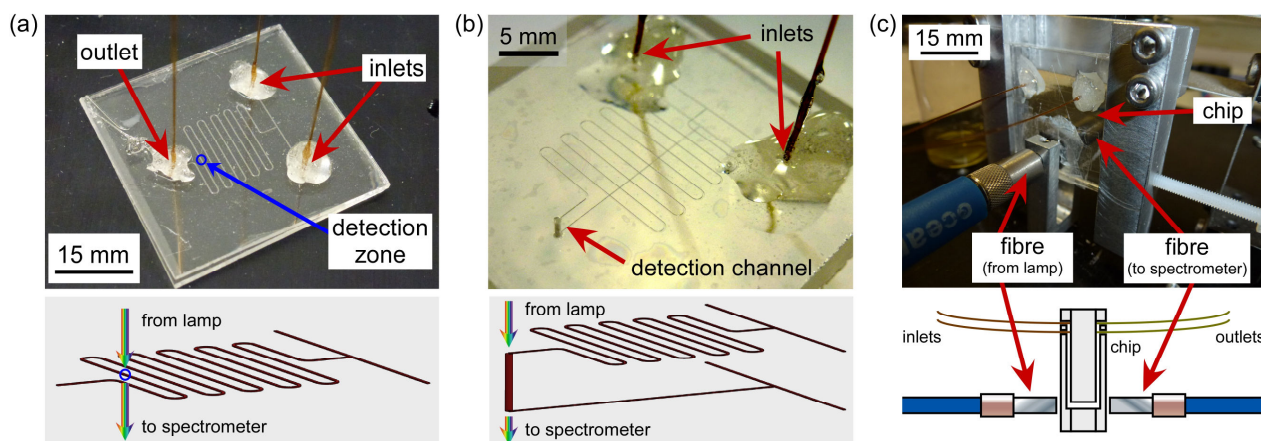 (a)
outlet
inlets
detection
zone
15 mm
from lamp
to spectrometer
(b)
5 mm
inlets
detection channel
from lamp
to spectrometer
(c)
15 mm
chip
ocean
fibre
(from lamp)
fibre
(to spectrometer)
inlets
chip
outlets